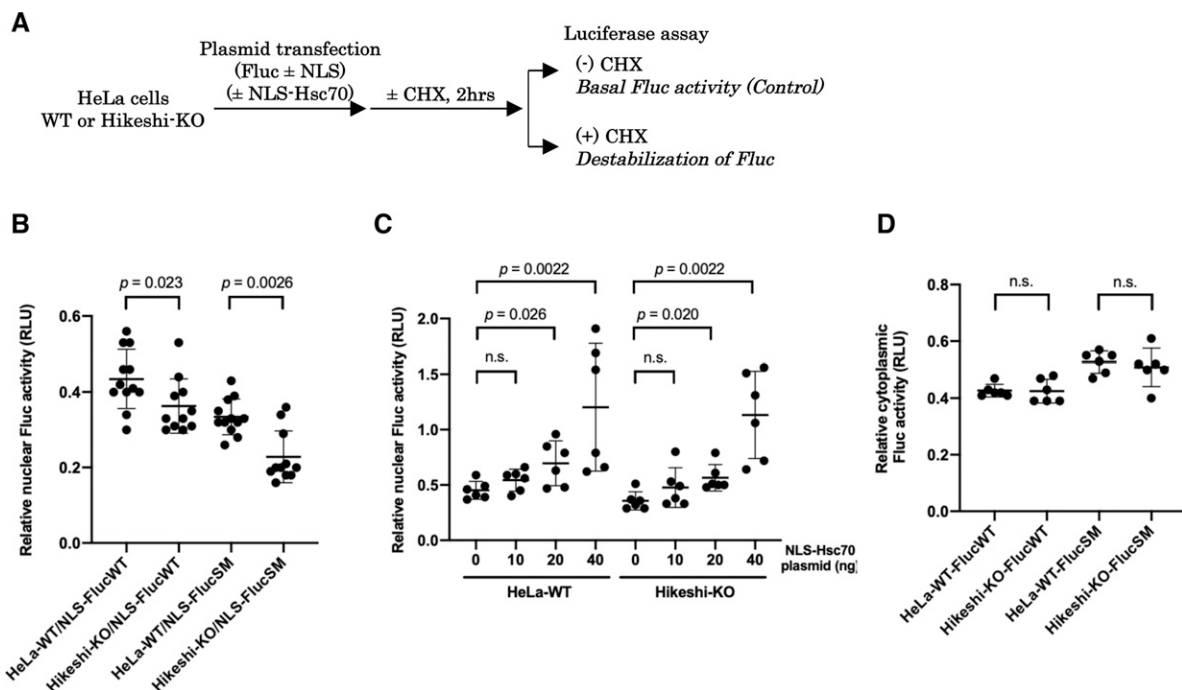 A
HeLa cells
WT or Hikeshi-KO
Plasmid transfection
(Fluc ± NLS)
(± NLS-Hsc70)
± CHX, 2hrs
Luciferase assay
(-) CHX
Basal Fluc activity (Control)
(+) CHX
Destabilization of Fluc
B
Relative nuclear Fluc activity (RLU)
p = 0.023
p = 0.0026
0.6
0.4
0.2
0.0
HeLa-WT/NLS-FlucWT
Hikeshi-KO/NLS-FlucWT
HeLa-WT/NLS-FlucSM
Hikeshi-KO/NLS-FlucSM
C
Relative nuclear Fluc activity (RLU)
p = 0.0022
p = 0.0022
p = 0.026
p = 0.020
n.s.
n.s.
2.0
1.5
1.0
0.5
0.0
0 10 20 40 0 10 20 40
NLS-Hsc70
plasmid (ng)
HeLa-WT
Hikeshi-KO
D
Relative cytoplasmic
Fluc activity (RLU)
n.s.
n.s.
0.8
0.6
0.4
0.2
0.0
HeLa-WT-FlucWT
Hikeshi-KO-FlucWT
HeLa-WT-FlucSM
Hikeshi-KO-FlucSM